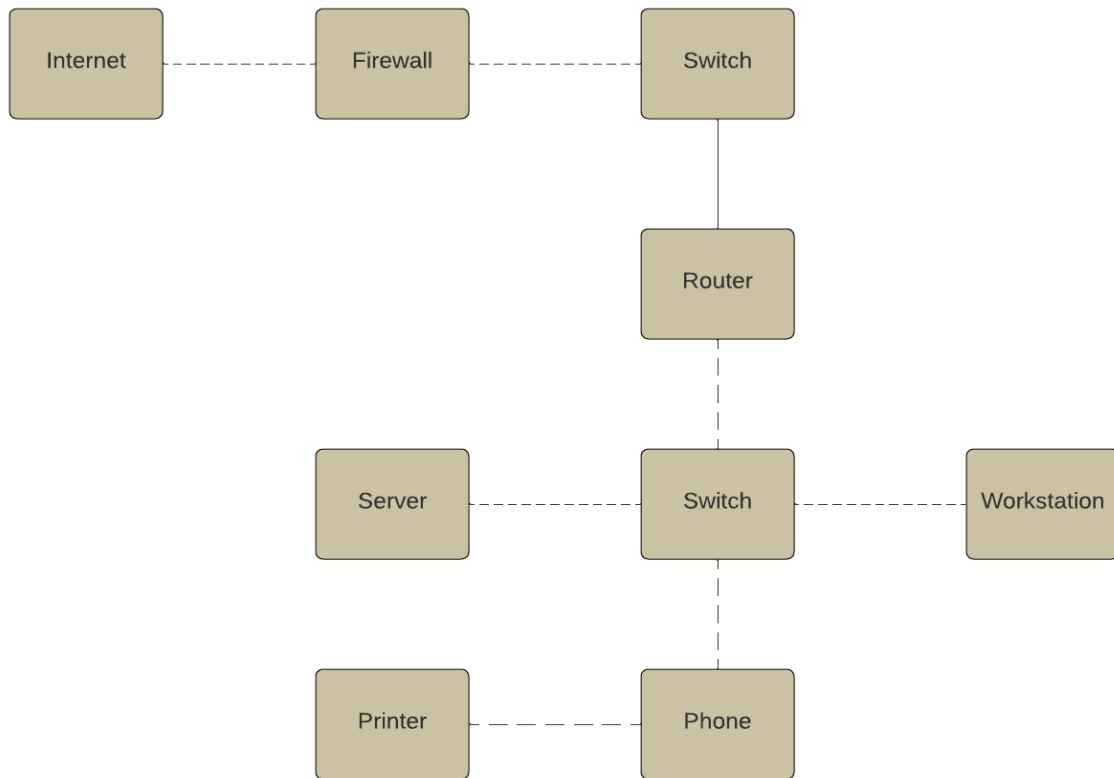 Internet
Firewall
Switch
Router
Server
Switch
Workstation
Printer
Phone